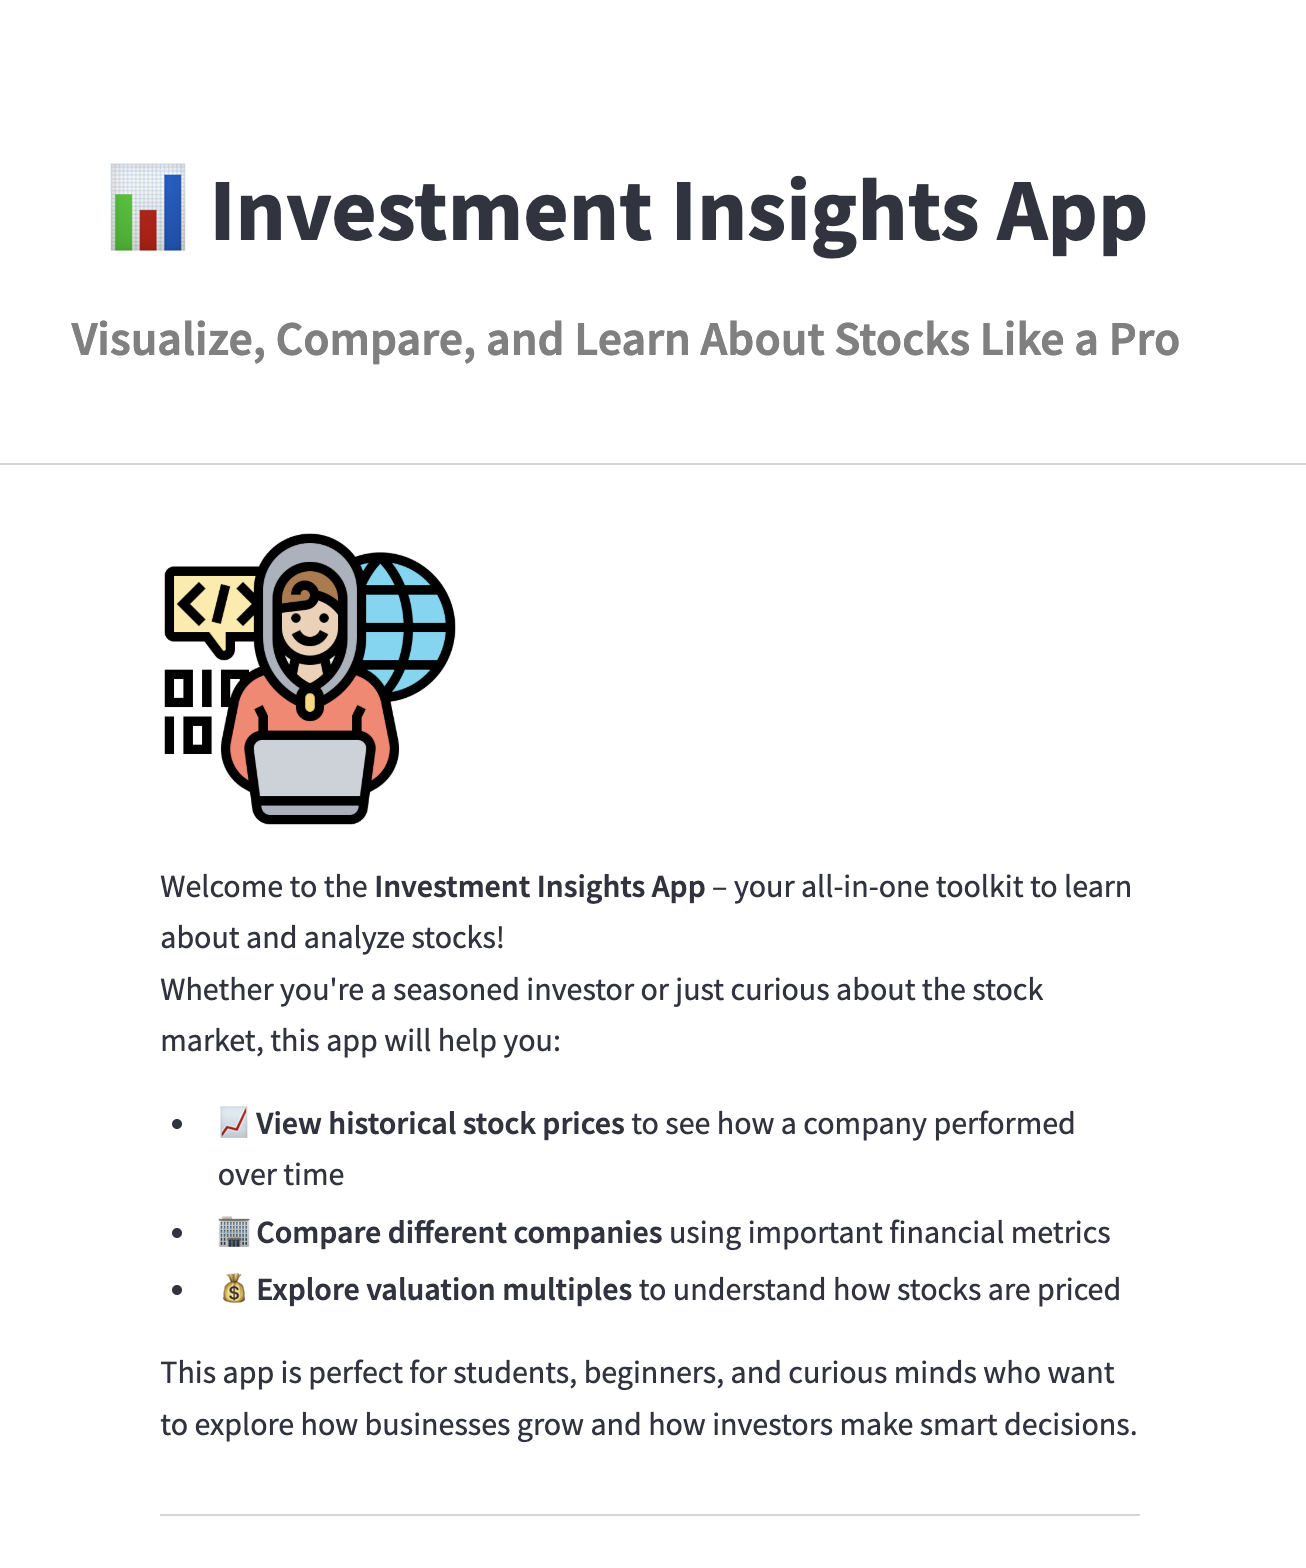 📊 Investment Insights App
Visualize, Compare, and Learn About Stocks Like a Pro
</>
010
10
Welcome to the Investment Insights App – your all-in-one toolkit to learn
about and analyze stocks!
Whether you're a seasoned investor or just curious about the stock
market, this app will help you:
• 📈 View historical stock prices to see how a company performed
over time
• 🏢 Compare different companies using important financial metrics
• 💰 Explore valuation multiples to understand how stocks are priced
This app is perfect for students, beginners, and curious minds who want
to explore how businesses grow and how investors make smart decisions.